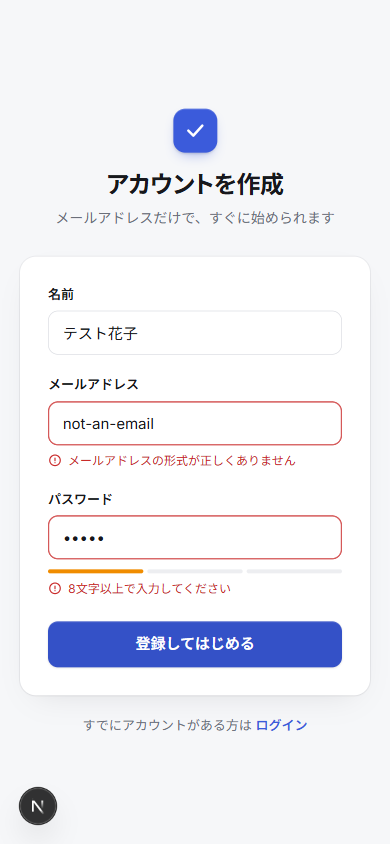 アカウントを作成
メールアドレスだけで、すぐに始められます
名前
テスト花子
メールアドレス
not-an-email
メールアドレスの形式が正しくありません
パスワード
•••••
8文字以上で入力してください
登録してはじめる
すでにアカウントがある方は ログイン
N